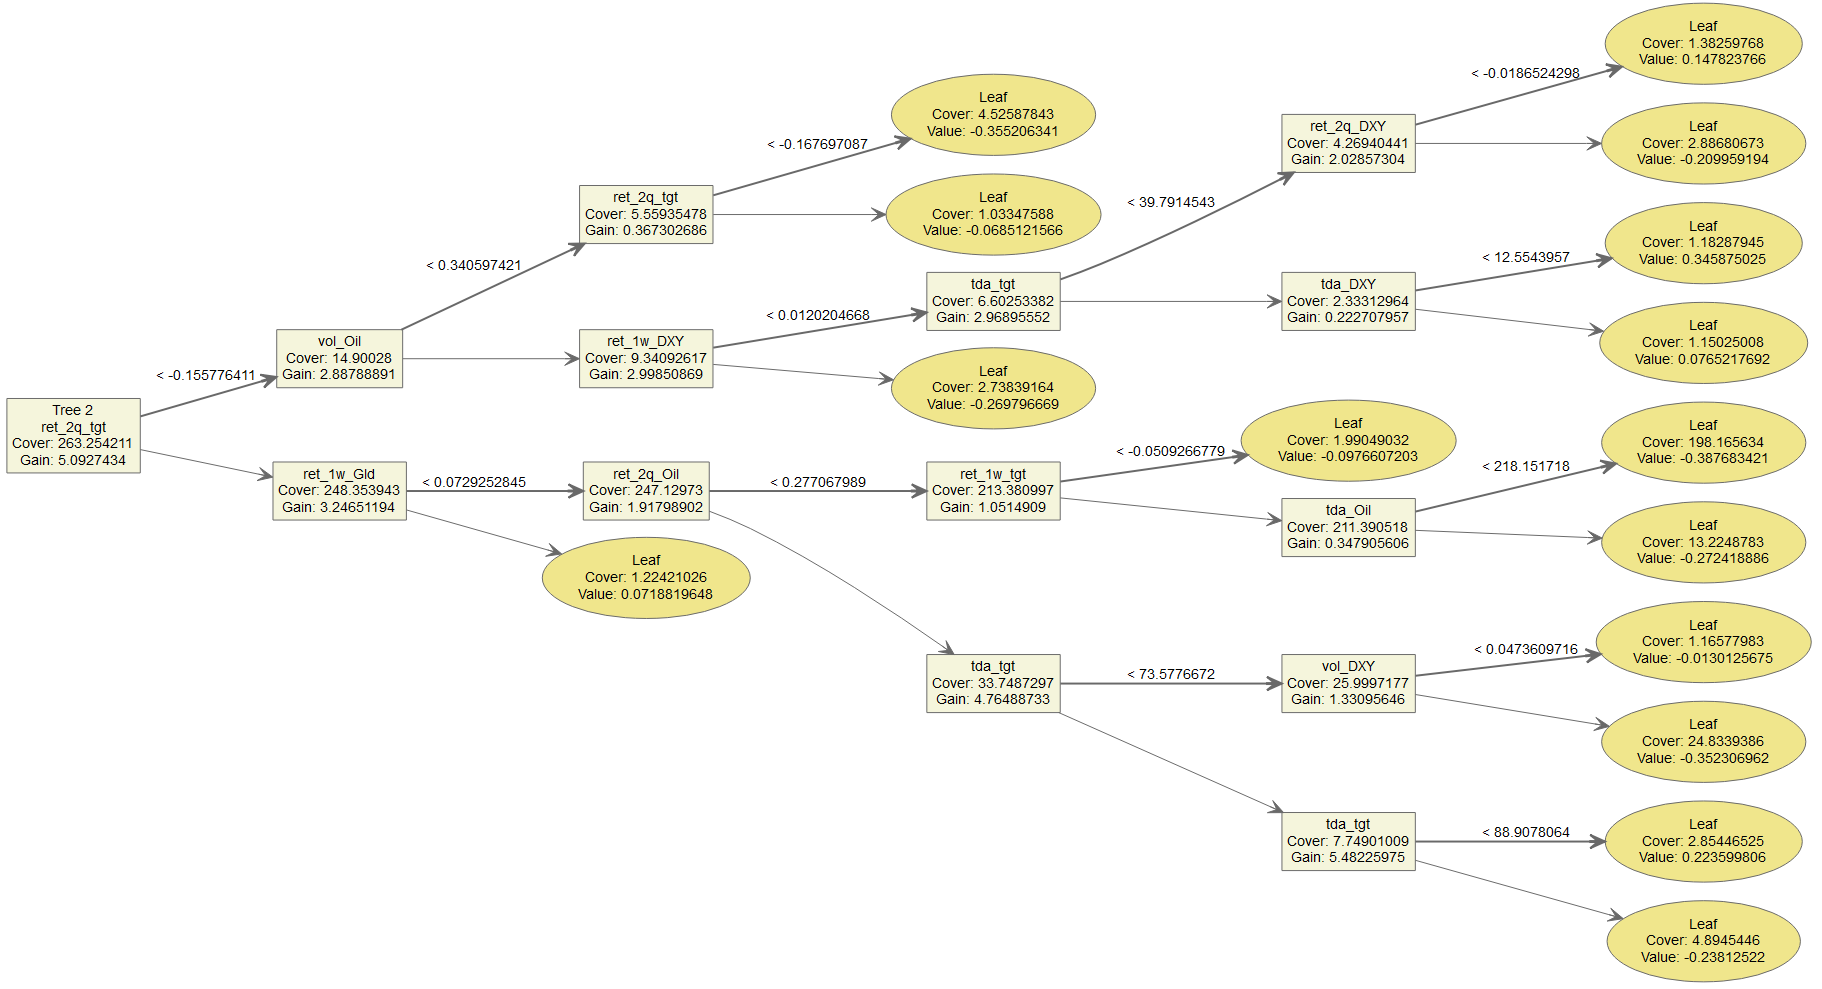 Tree 2
ret_2q_tgt
Cover: 263.254211
Gain: 5.0927434
< -0.155776411
vol_Oil
Cover: 14.90028
Gain: 2.88788891
ret_1w_Gld
Cover: 248.353943
Gain: 3.24651194
< 0.340597421
< 0.0729252845
ret_2q_tgt
Cover: 5.55935478
Gain: 0.367302686
ret_1w_DXY
Cover: 9.34092617
Gain: 2.99850869
ret_2q_Oil
Cover: 247.12973
Gain: 1.91798902
Leaf
Cover: 1.22421026
Value: 0.0718819648
< -0.167697087
< 0.0120204668
< 0.277067989
Leaf
Cover: 4.52587843
Value: -0.355206341
Leaf
Cover: 1.03347588
Value: -0.0685121566
tda_tgt
Cover: 6.60253382
Gain: 2.96895552
Leaf
Cover: 2.73839164
Value: -0.269796669
ret_1w_tgt
Cover: 213.380997
Gain: 1.0514909
tda_tgt
Cover: 33.7487297
Gain: 4.76488733
< 39.7914543
< -0.0509266779
< 73.5776672
ret_2q_DXY
Cover: 4.26940441
Gain: 2.02857304
tda_DXY
Cover: 2.33312964
Gain: 0.222707957
Leaf
Cover: 1.99049032
Value: -0.0976607203
tda_Oil
Cover: 211.390518
Gain: 0.347905606
vol_DXY
Cover: 25.9997177
Gain: 1.33095646
tda_tgt
Cover: 7.74901009
Gain: 5.48225975
< -0.0186524298
< 12.5543957
< 218.151718
< 0.0473609716
< 88.9078064
Leaf
Cover: 1.38259768
Value: 0.147823766
Leaf
Cover: 2.88680673
Value: -0.209959194
Leaf
Cover: 1.18287945
Value: 0.345875025
Leaf
Cover: 1.15025008
Value: 0.0765217692
Leaf
Cover: 198.165634
Value: -0.387683421
Leaf
Cover: 13.2248783
Value: -0.272418886
Leaf
Cover: 1.16577983
Value: -0.0130125675
Leaf
Cover: 24.8339386
Value: -0.352306962
Leaf
Cover: 2.85446525
Value: 0.223599806
Leaf
Cover: 4.8945446
Value: -0.23812522